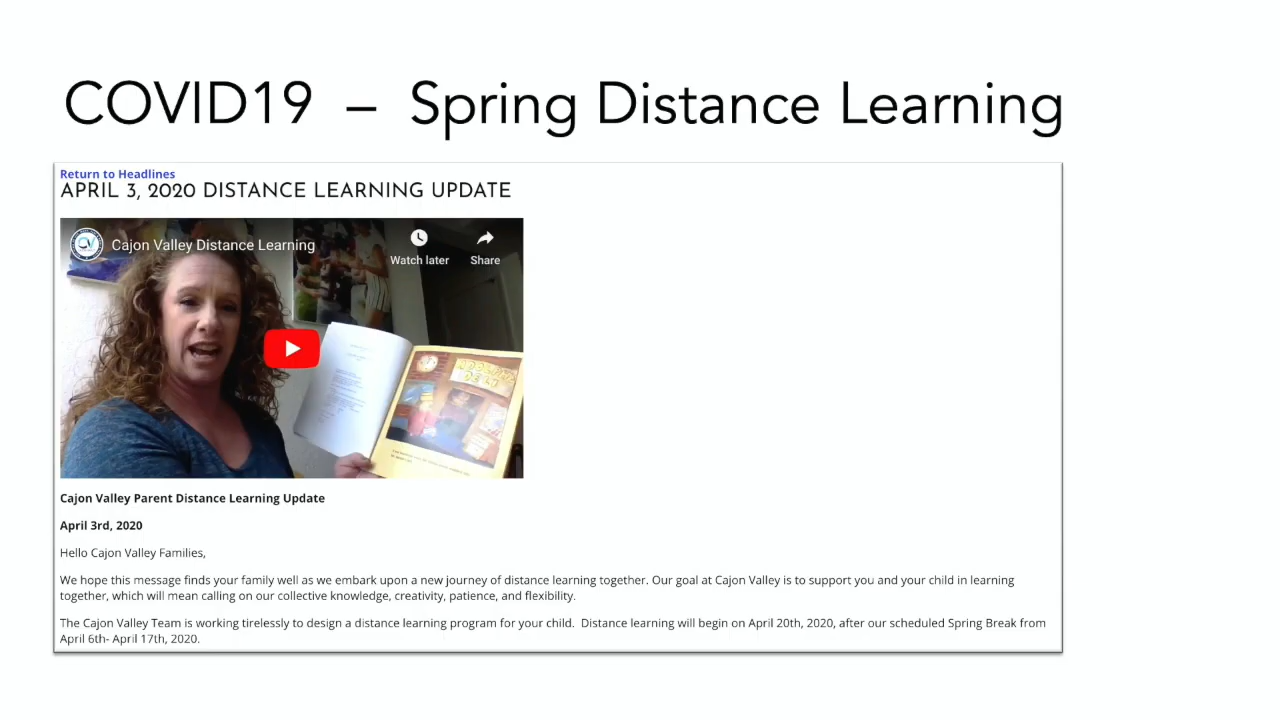 COVID19 – Spring Distance Learning
Return to Headlines
APRIL 3, 2020 DISTANCE LEARNING UPDATE
CV
Cajon Valley Distance Learning
Watch later
Share
Cajon Valley Parent Distance Learning Update
April 3rd, 2020
Hello Cajon Valley Families,
We hope this message finds your family well as we embark upon a new journey of distance learning together. Our goal at Cajon Valley is to support you and your child in learning
together, which will mean calling on our collective knowledge, creativity, patience, and flexibility.
The Cajon Valley Team is working tirelessly to design a distance learning program for your child.  Distance learning will begin on April 20th, 2020, after our scheduled Spring Break from
April 6th- April 17th, 2020.